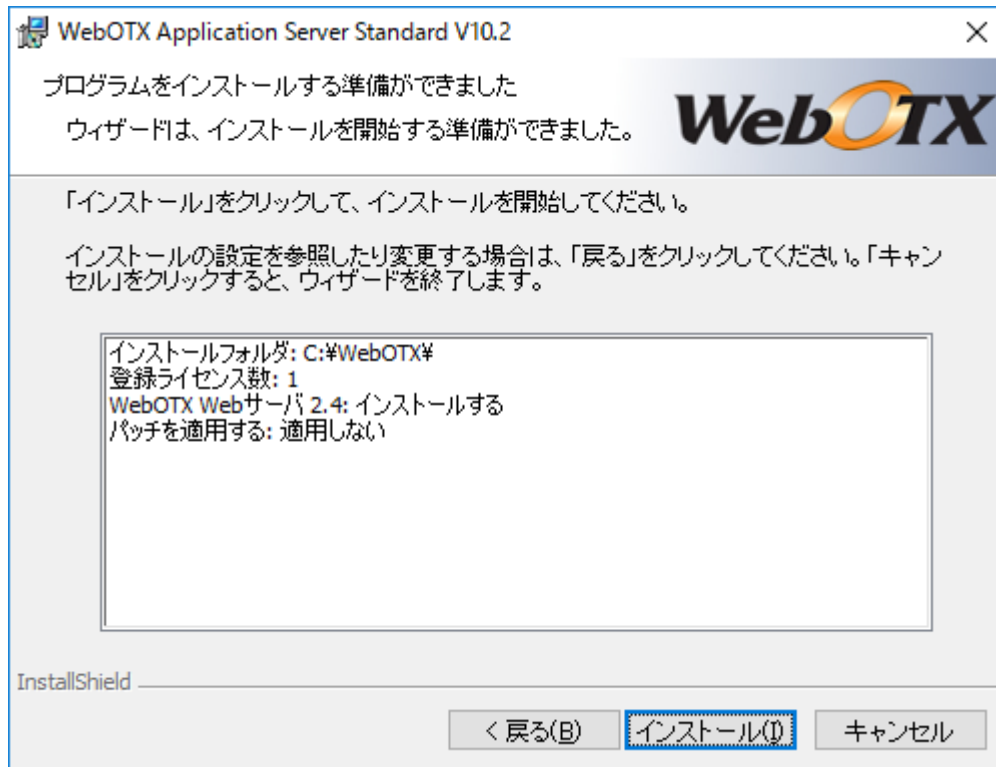 WebOTX Application Server Standard V10.2
プログラムをインストールする準備ができました
ウィザードは、インストールを開始する準備ができました。
WebOTX
「インストール」をクリックして、インストールを開始してください。
インストールの設定を参照したり変更する場合は、「戻る」をクリックしてください。「キャン
セル」をクリックすると、ウィザードを終了します。
インストールフォルダ: C:¥WebOTX¥
登録ライセンス数: 1
WebOTX Webサーバ 2.4: インストールする
パッチを適用する: 適用しない
InstallShield
< 戻る(B)
インストール(I)
キャンセル